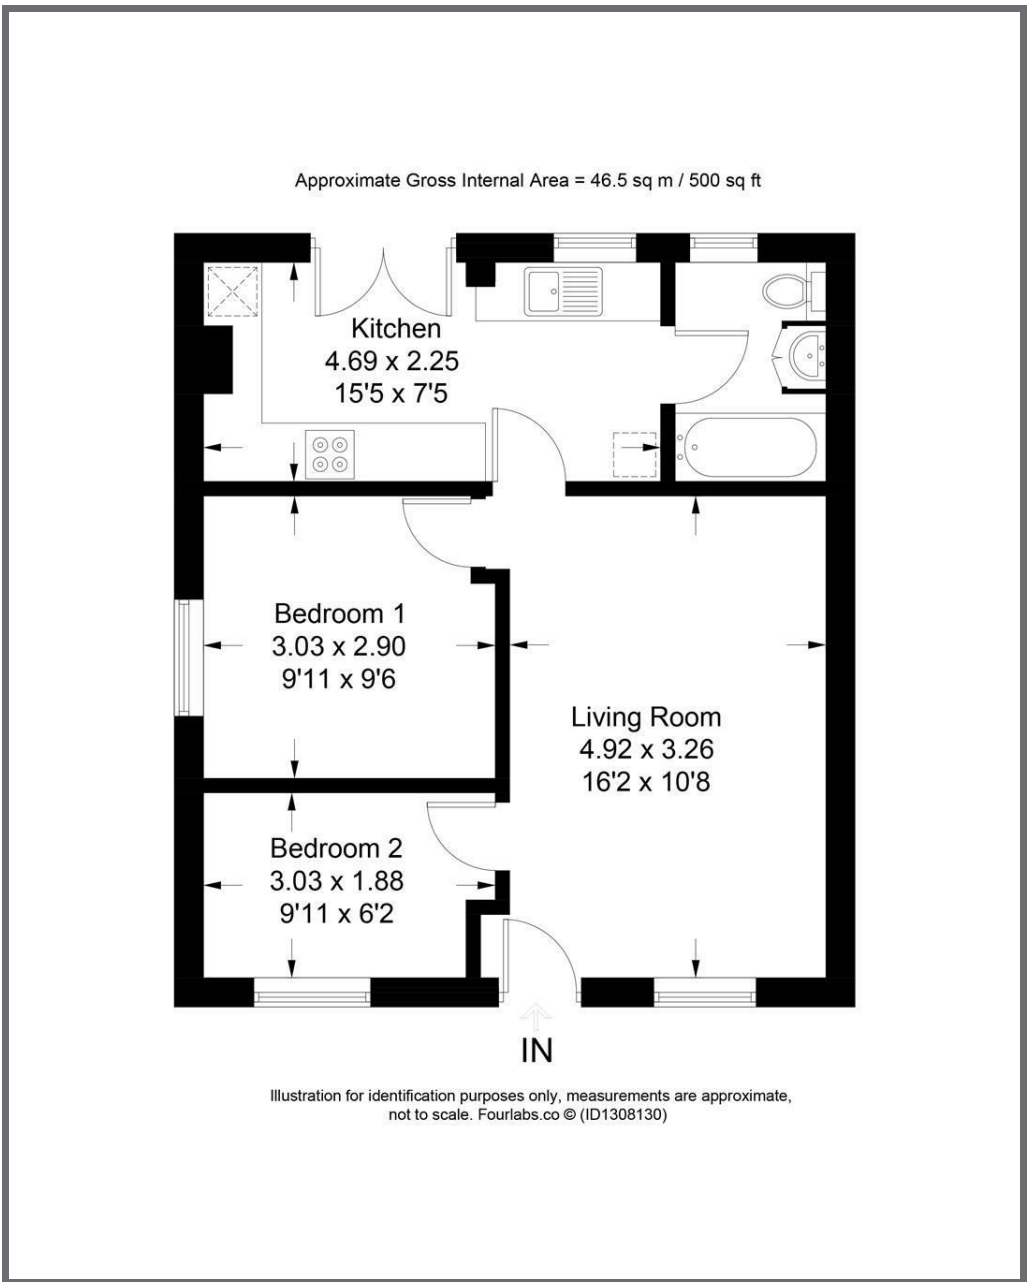 Approximate Gross Internal Area = 46.5 sq m / 500 sq ft
Kitchen
4.69 x 2.25
15'5 x 7'5
Bedroom 1
3.03 x 2.90
9'11 x 9'6
Living Room
4.92 x 3.26
16'2 x 10'8
Bedroom 2
3.03 x 1.88
9'11 x 6'2
IN
Illustration for identification purposes only, measurements are approximate,
not to scale. Fourlabs.co © (ID1308130)